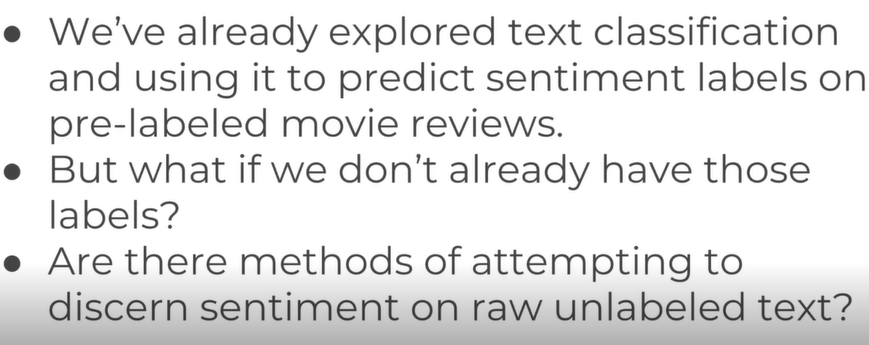 ● We’ve already explored text classification
and using it to predict sentiment labels on
pre-labeled movie reviews.
● But what if we don’t already have those
labels?
● Are there methods of attempting to
discern sentiment on raw unlabeled text?